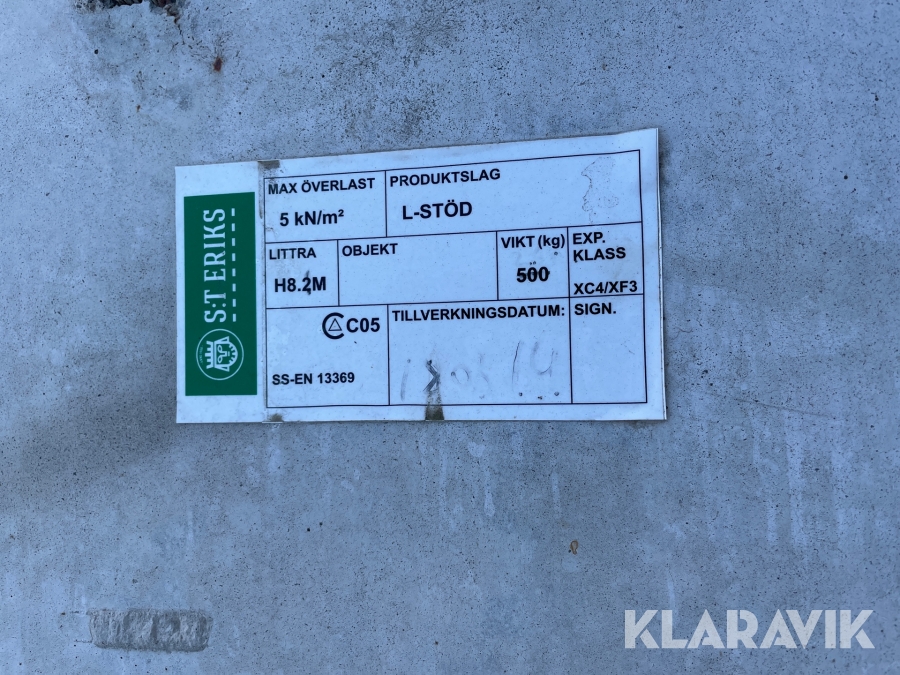 S:T ERIKS
MAX ÖVERLAST
5 kN/m²
PRODUKTSLAG
L-STÖD
LITTRA
H8.2M
OBJEKT
VIKT (kg)
500
EXP. KLASS
XC4/XF3
C05
SS-EN 13369
TILLVERKNINGSDATUM:
SIGN.
KLARAVIK